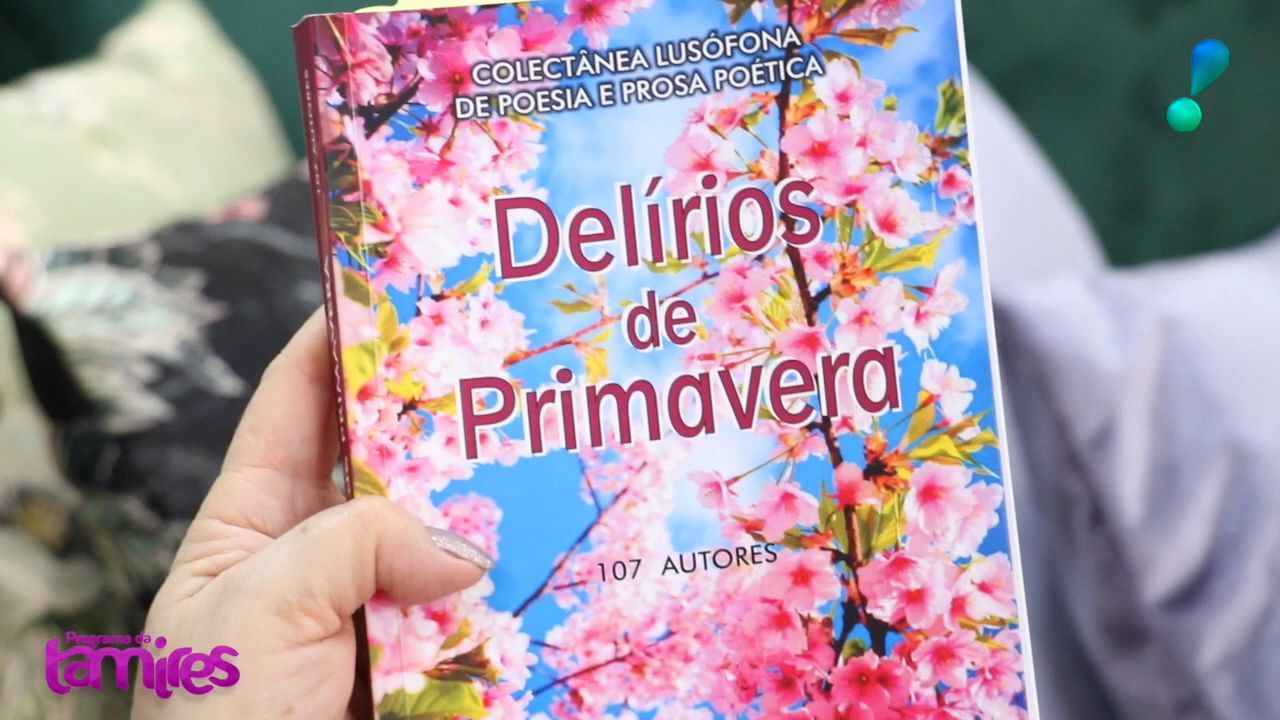 COLECTÂNEA LUSÓFONA
DE POESIA E PROSA POÉTICA
Delírios
de
Primavera
107 AUTORES
Programa da
tamires